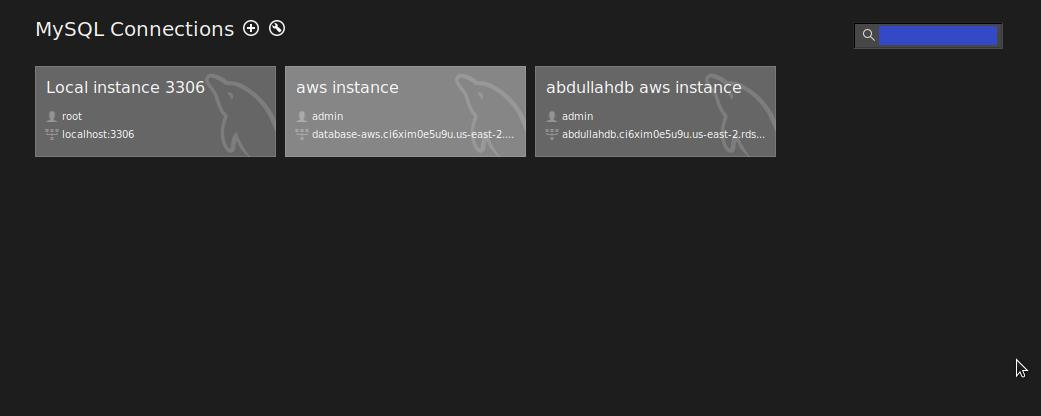 MySQL Connections
Local instance 3306
root
localhost:3306
aws instance
admin
database-aws.ci6xim0e5u9u.us-east-2....
abdullahdb aws instance
admin
abdullahdb.ci6xim0e5u9u.us-east-2.rds...